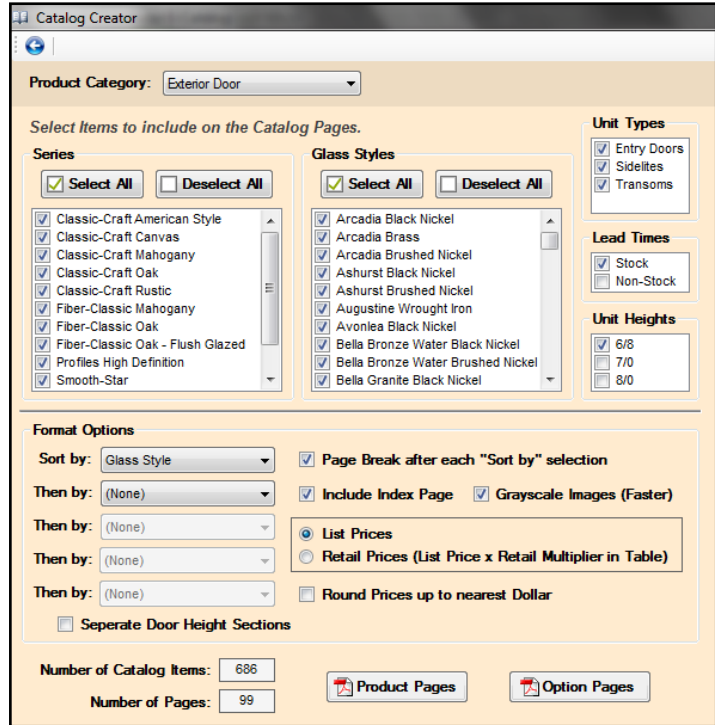 Catalog Creator
Product Category: Exterior Door
Select Items to include on the Catalog Pages.
Series
Select All Deselect All
Classic-Craft American Style
Classic-Craft Canvas
Classic-Craft Mahogany
Classic-Craft Oak
Classic-Craft Rustic
Fiber-Classic Mahogany
Fiber-Classic Oak
Fiber-Classic Oak - Flush Glazed
Profiles High Definition
Smooth-Star
Glass Styles
Select All Deselect All
Arcadia Black Nickel
Arcadia Brass
Arcadia Brushed Nickel
Ashurst Black Nickel
Ashurst Brushed Nickel
Augustine Wrought Iron
Avonlea Black Nickel
Bella Bronze Water Black Nickel
Bella Bronze Water Brushed Nickel
Bella Granite Black Nickel
Unit Types
Entry Doors
Sidelites
Transoms
Lead Times
Stock
Non-Stock
Unit Heights
6/8
7/0
8/0
Format Options
Sort by: Glass Style
Then by: (None)
Then by: (None)
Then by: (None)
Then by: (None)
Seperate Door Height Sections
Page Break after each "Sort by" selection
Include Index Page Grayscale Images (Faster)
List Prices
Retail Prices (List Price x Retail Multiplier in Table)
Round Prices up to nearest Dollar
Number of Catalog Items: 686
Number of Pages: 99
Product Pages Option Pages